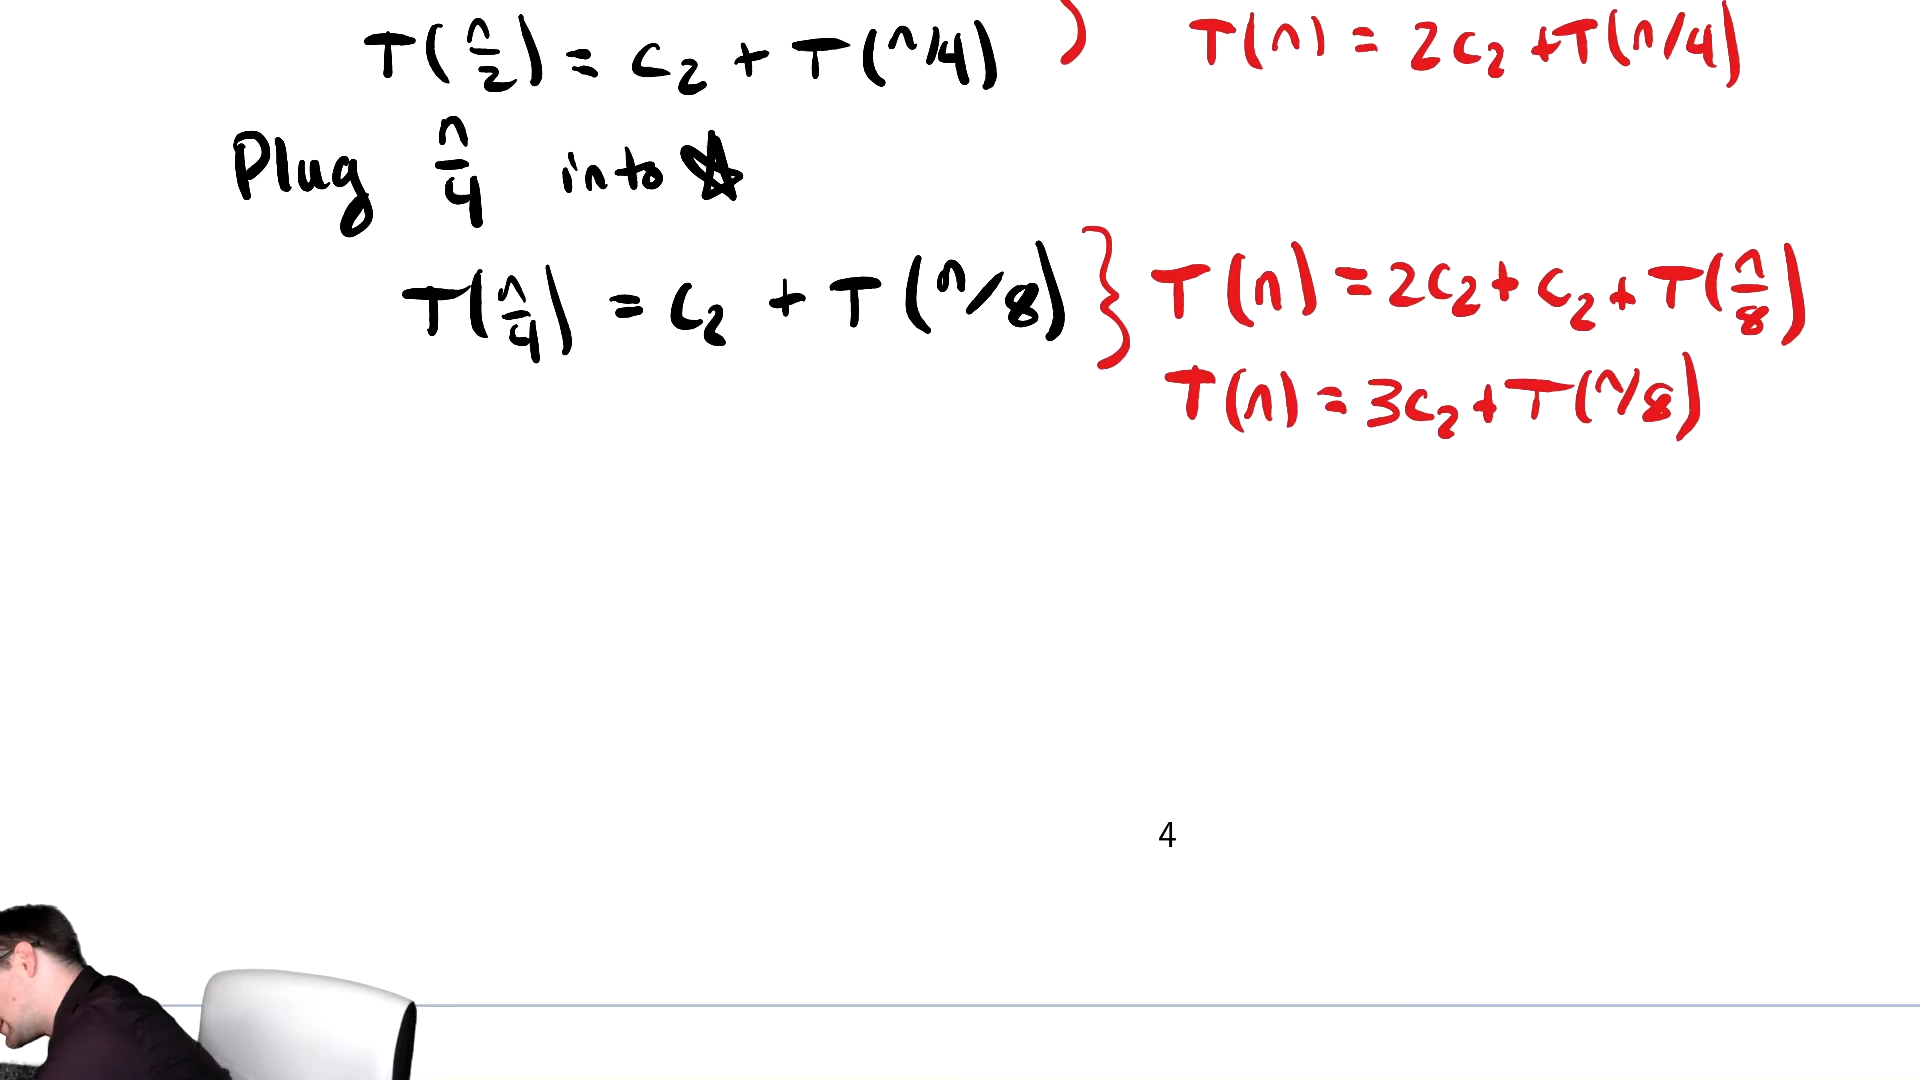 T(n/2) = c₂ + T(n/4) } T(n) = 2c₂ + T(n/4)
Plug n/4 into ☆
T(n/4) = c₂ + T(n/8) } T(n) = 2c₂ + c₂ + T(n/8)
T(n) = 3c₂ + T(n/8)
4